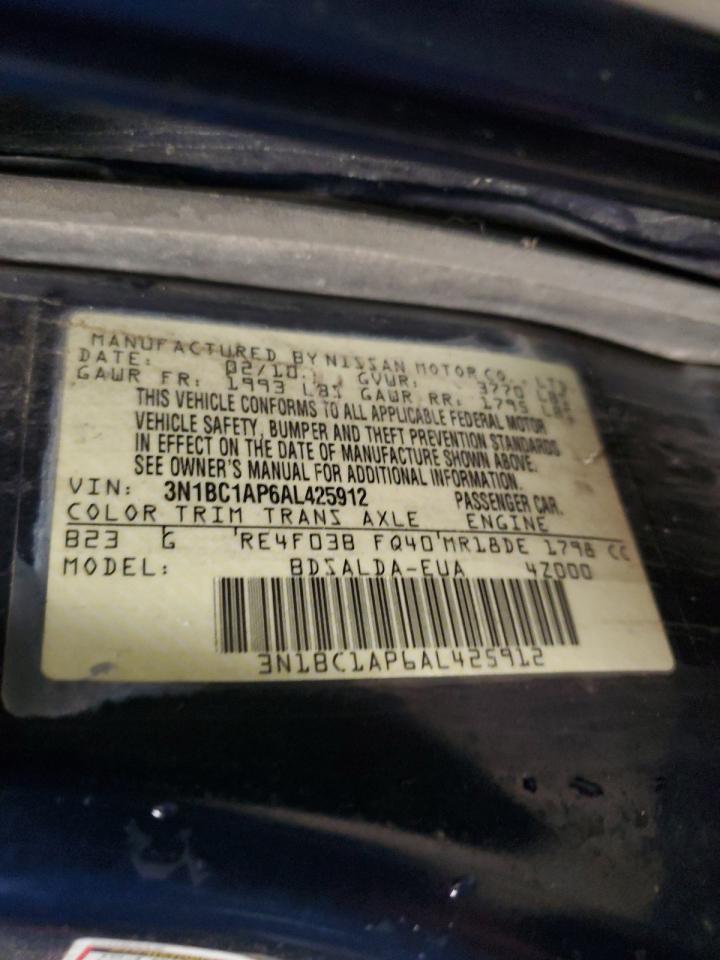 MANUFACTURED BY NISSAN MOTOR CO., LTD
DATE: 02/10 GVWR: 3770 LBS
GAWR FR: 1993 LBS GAWR RR: 1795 LBS
THIS VEHICLE CONFORMS TO ALL APPLICABLE FEDERAL MOTOR
VEHICLE SAFETY, BUMPER AND THEFT PREVENTION STANDARDS
IN EFFECT ON THE DATE OF MANUFACTURE SHOWN ABOVE.
SEE OWNER'S MANUAL FOR ADDITIONAL INFORMATION.
VIN: 3N1BC1AP6AL425912 PASSENGER CAR.
COLOR TRIM TRANS AXLE ENGINE
B23 G RE4F03B FQ40 MR18DE 1798 CC
MODEL: BDSALDA-EUA 4Z000
3N1BC1AP6AL425912